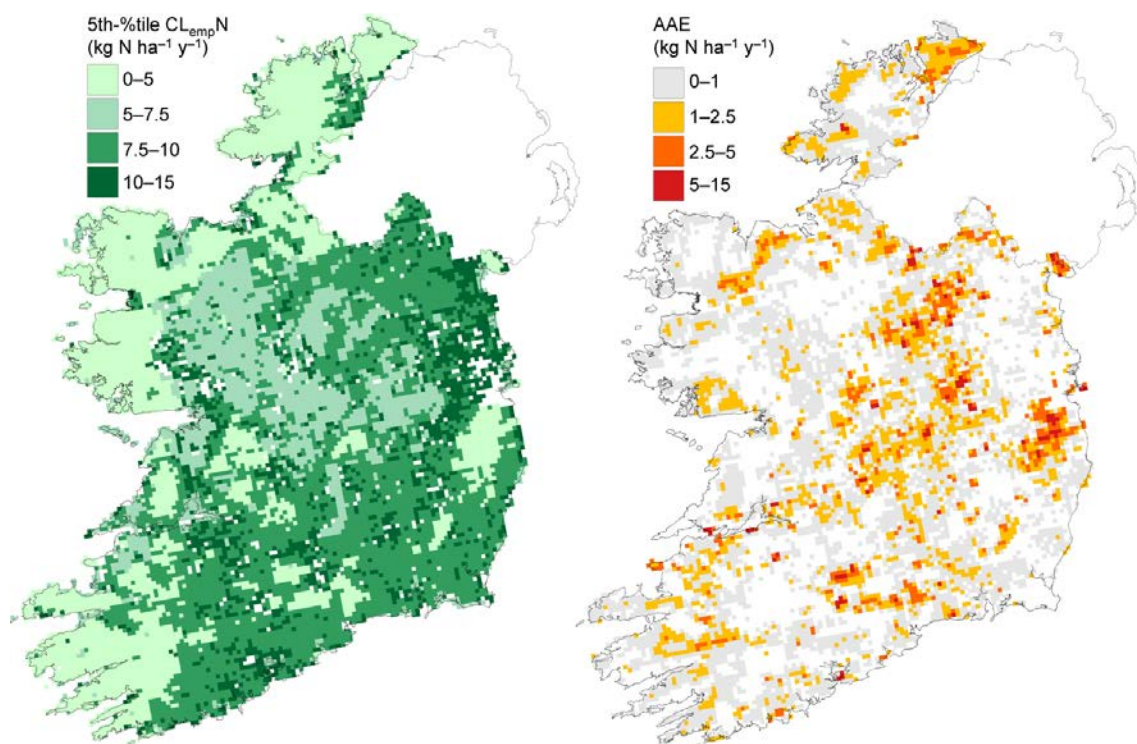 5th-%tile CLempN
(kg N ha⁻¹ y⁻¹)
0–5
5–7.5
7.5–10
10–15
AAE
(kg N ha⁻¹ y⁻¹)
0–1
1–2.5
2.5–5
5–15